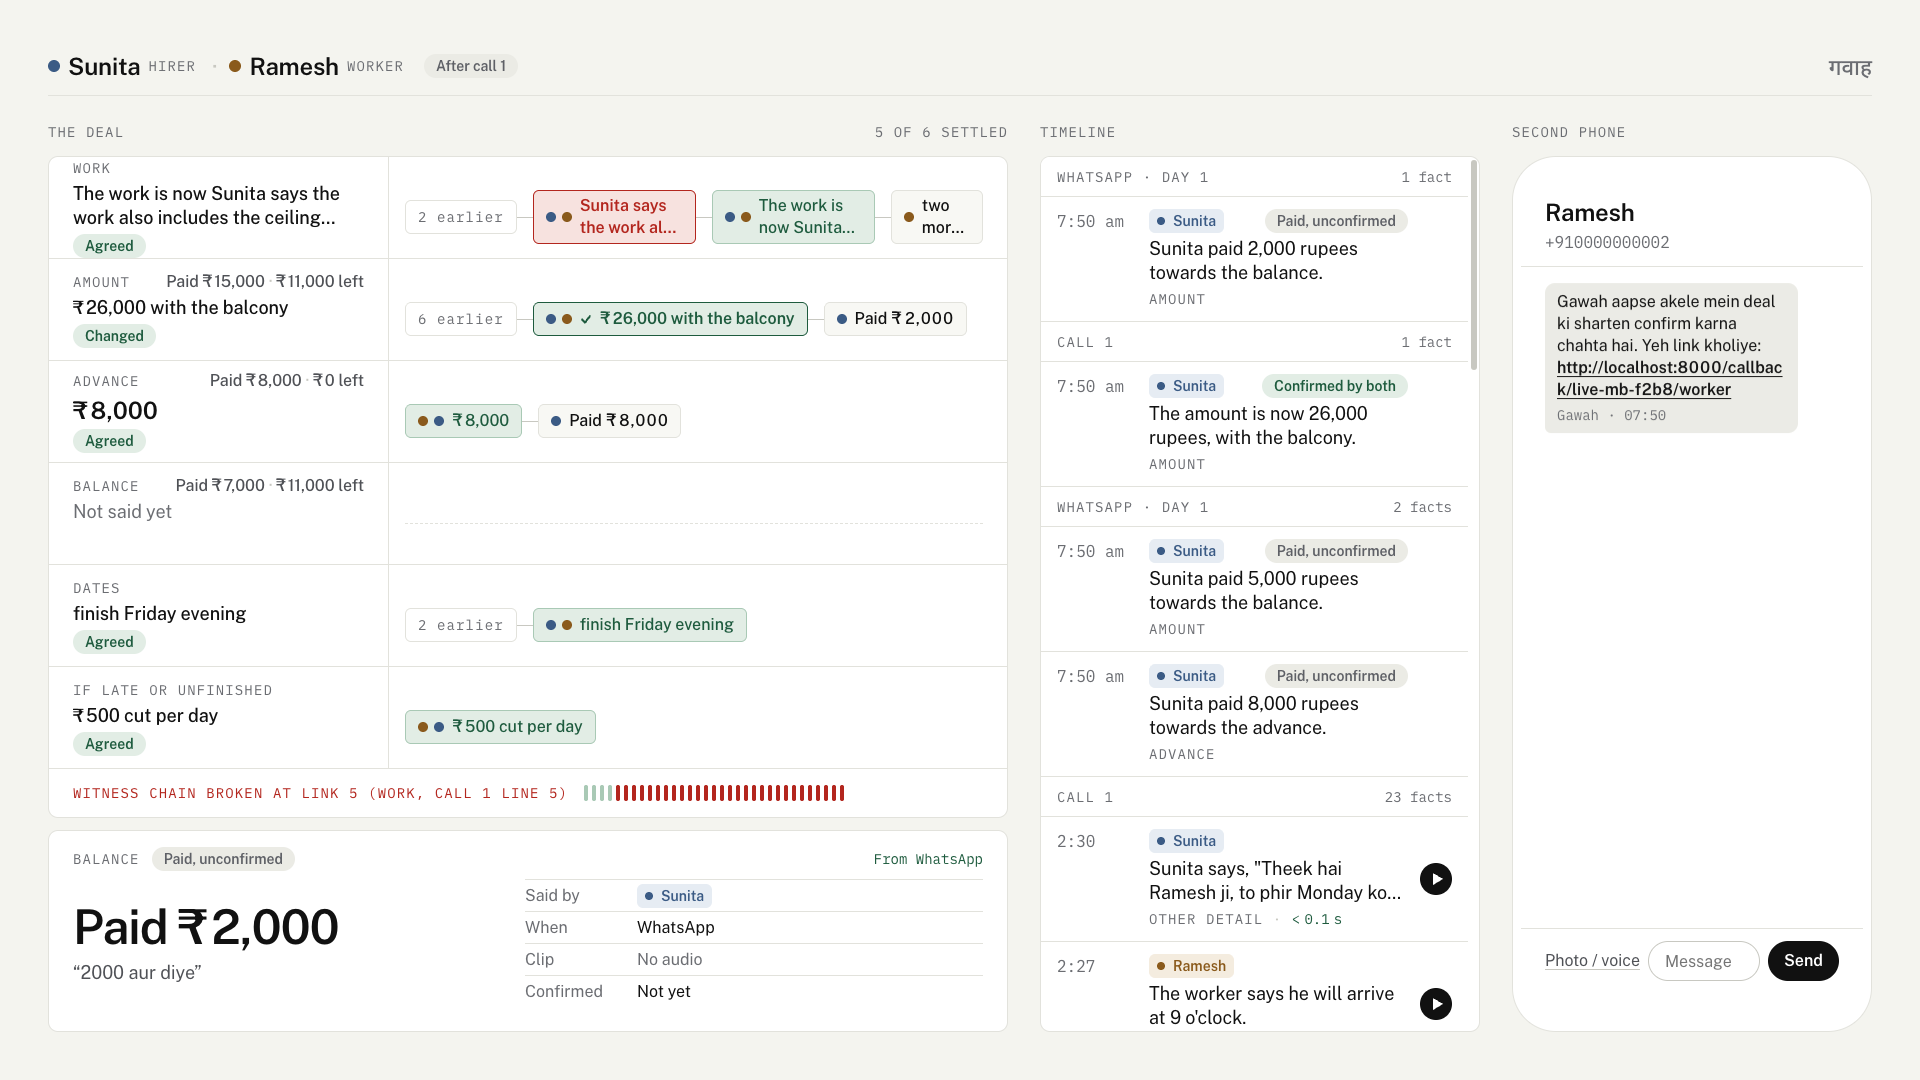 Sunita HIRER · Ramesh WORKER After call 1
गवाह
THE DEAL
5 OF 6 SETTLED
WORK
The work is now Sunita says the
work also includes the ceiling...
Agreed
2 earlier
Sunita says
the work al...
The work is
now Sunita...
two
mor...
AMOUNT Paid ₹15,000 · ₹11,000 left
₹26,000 with the balcony
Changed
6 earlier
₹26,000 with the balcony
Paid ₹2,000
ADVANCE Paid ₹8,000 · ₹0 left
₹8,000
Agreed
₹8,000
Paid ₹8,000
BALANCE Paid ₹7,000 · ₹11,000 left
Not said yet
DATES
finish Friday evening
Agreed
2 earlier
finish Friday evening
IF LATE OR UNFINISHED
₹500 cut per day
Agreed
₹500 cut per day
WITNESS CHAIN BROKEN AT LINK 5 (WORK, CALL 1 LINE 5)
BALANCE Paid, unconfirmed
From WhatsApp
Paid ₹2,000
“2000 aur diye”
Said by Sunita
When WhatsApp
Clip No audio
Confirmed Not yet
TIMELINE
WHATSAPP · DAY 1 1 fact
7:50 am Sunita Paid, unconfirmed
Sunita paid 2,000 rupees
towards the balance.
AMOUNT
CALL 1 1 fact
7:50 am Sunita Confirmed by both
The amount is now 26,000
rupees, with the balcony.
AMOUNT
WHATSAPP · DAY 1 2 facts
7:50 am Sunita Paid, unconfirmed
Sunita paid 5,000 rupees
towards the balance.
AMOUNT
7:50 am Sunita Paid, unconfirmed
Sunita paid 8,000 rupees
towards the advance.
ADVANCE
CALL 1 23 facts
2:30 Sunita
Sunita says, "Theek hai
Ramesh ji, to phir Monday ko...
OTHER DETAIL · <0.1 s
2:27 Ramesh
The worker says he will arrive
at 9 o'clock.
SECOND PHONE
Ramesh
+910000000002
Gawah aapse akele mein deal
ki sharten confirm karna
chahta hai. Yeh link kholiye:
http://localhost:8000/callbac
k/live-mb-f2b8/worker
Gawah · 07:50
Photo / voice Message Send